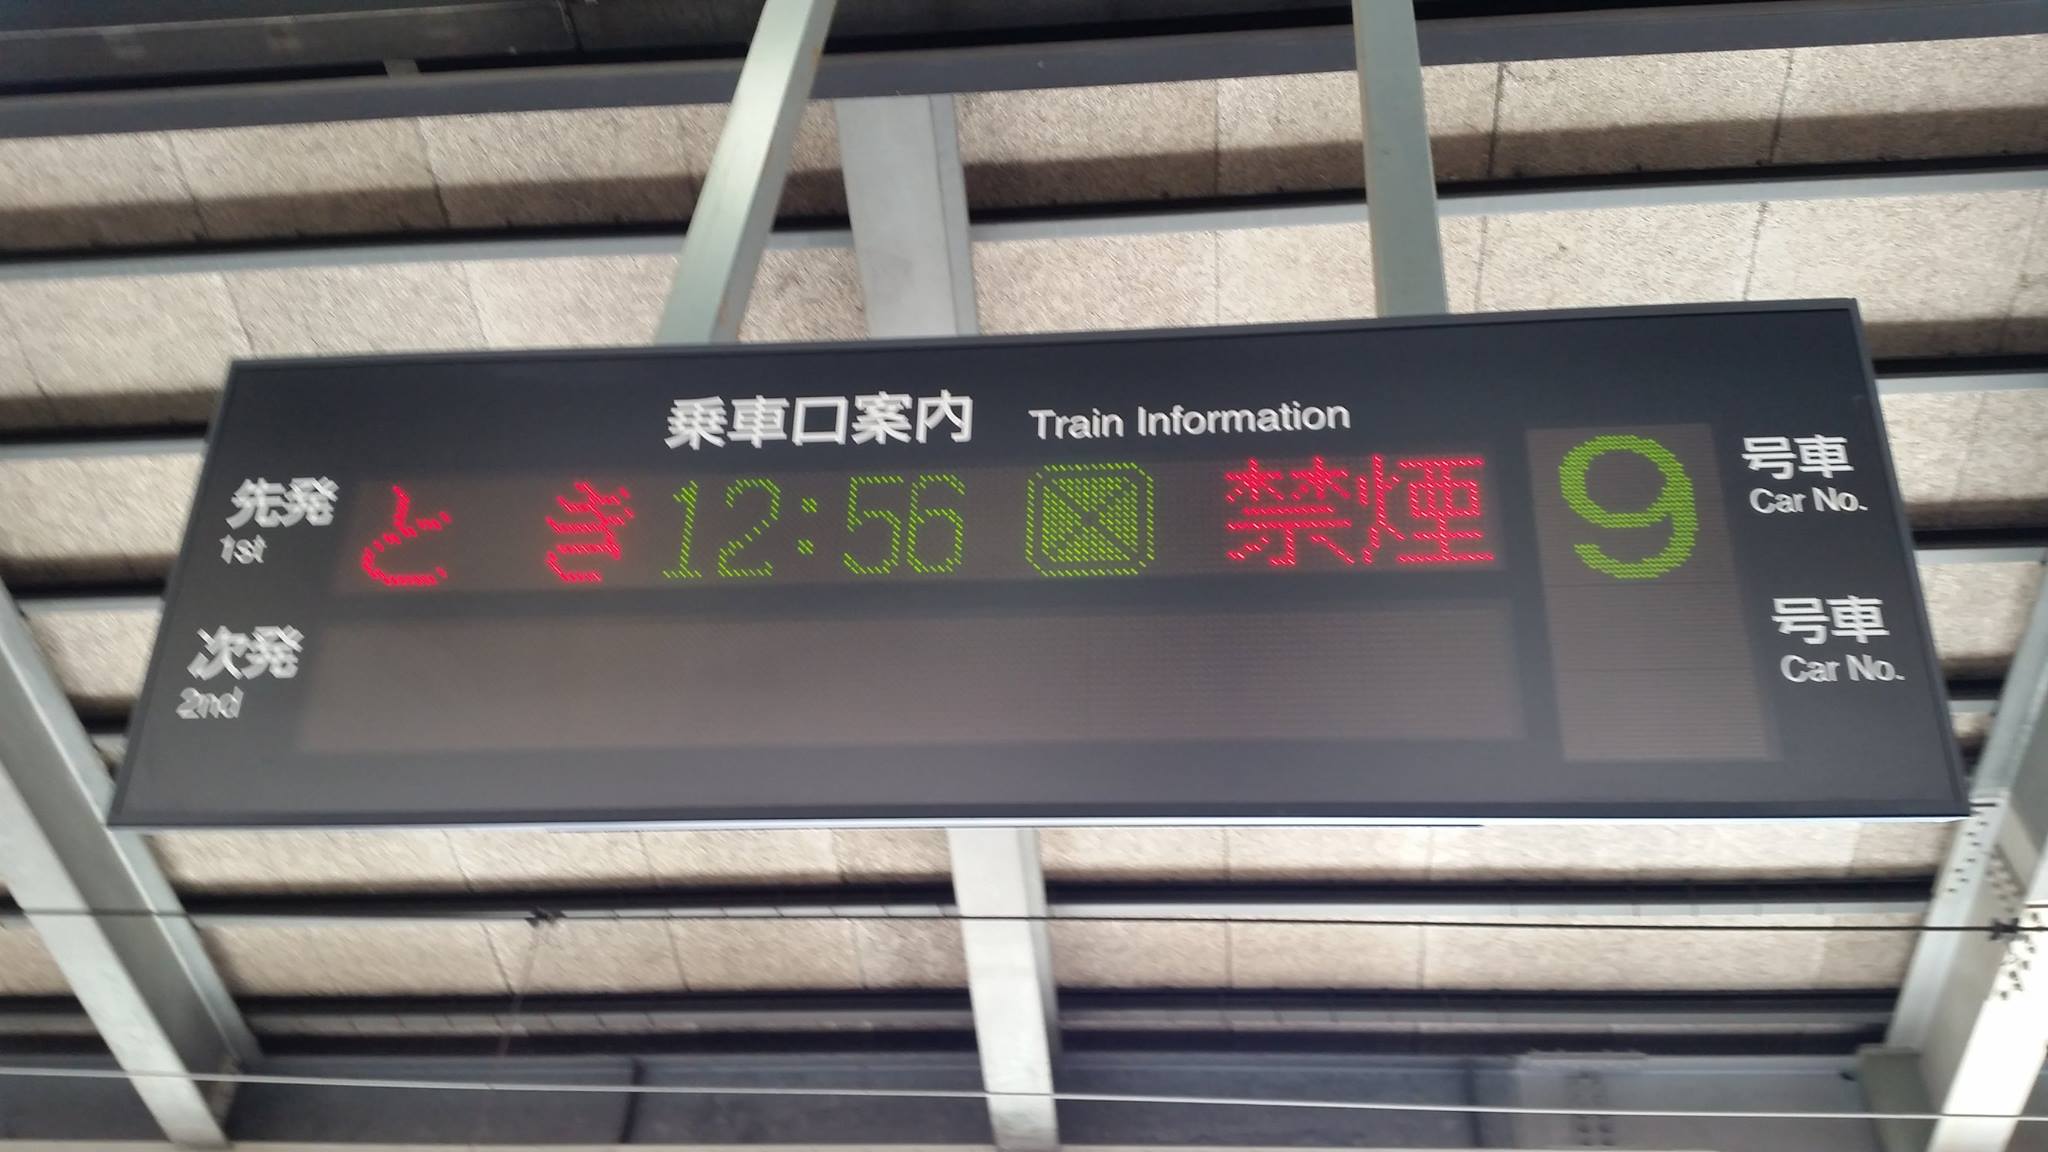 乗車口案内 Train Information
先発 とき 12:56 禁煙 9 号車
1st Car No.
次発 号車
2nd Car No.